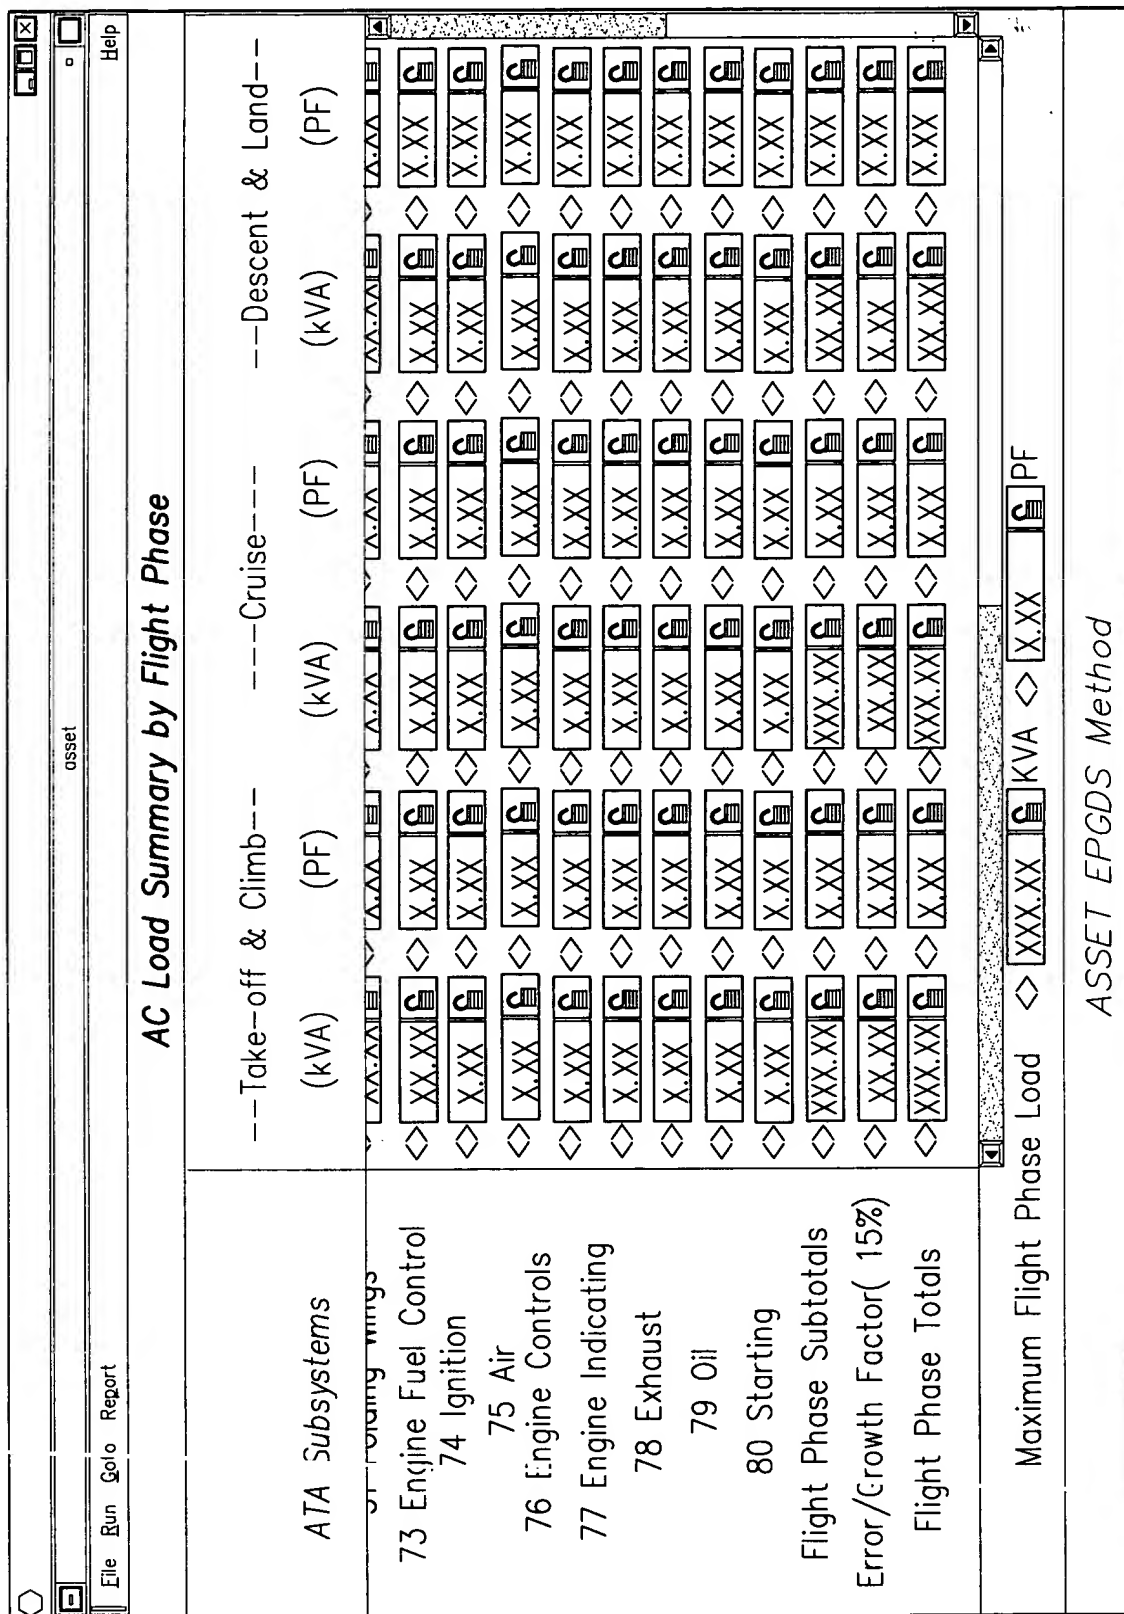 asset
File Run GoTo Report Help
AC Load Summary by Flight Phase
ATA Subsystems --Take-off & Climb-- ----Cruise---- --Descent & Land--
(kVA) (PF) (kVA) (PF) (kVA) (PF)
Folding Wings
73 Engine Fuel Control XX.XX X.XX X.XX X.XX X.XX X.XX
74 Ignition X.XX X.XX X.XX X.XX X.XX X.XX
75 Air X.XX X.XX X.XX X.XX X.XX X.XX
76 Engine Controls X.XX X.XX X.XX X.XX X.XX X.XX
77 Engine Indicating X.XX X.XX X.XX X.XX X.XX X.XX
78 Exhaust X.XX X.XX X.XX X.XX X.XX X.XX
79 Oil X.XX X.XX X.XX X.XX X.XX X.XX
80 Starting X.XX X.XX X.XX X.XX X.XX X.XX
Flight Phase Subtotals XXX.XX X.XX XXX.XX X.XX XX.XX X.XX
Error/Growth Factor( 15%) XX.XX X.XX XX.XX X.XX X.XX X.XX
Flight Phase Totals XXX.XX X.XX XXX.XX X.XX XX.XX X.XX
Maximum Flight Phase Load XXX.XX KVA X.XX PF
ASSET EPGDS Method